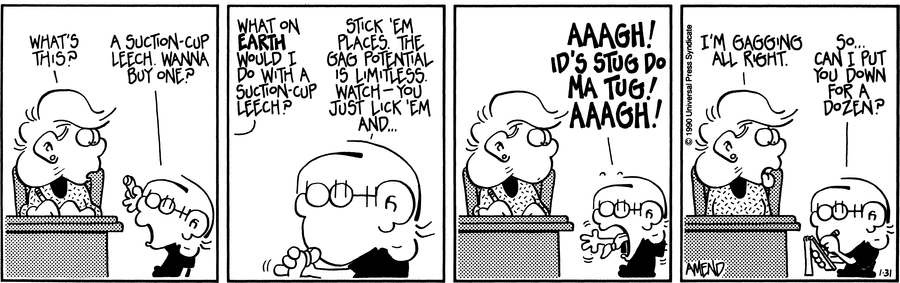 WHAT'S
THIS?
A SUCTION-CUP
LEECH. WANNA
BUY ONE?
WHAT ON
EARTH
WOULD I
DO WITH A
SUCTION-CUP
LEECH?
STICK 'EM
PLACES. THE
GAG POTENTIAL
IS LIMITLESS.
WATCH—YOU
JUST LICK 'EM
AND...
AAAGH!
ID'S STUG DO
MA TUG!
AAAGH!
I'M GAGGING
ALL RIGHT.
SO...
CAN I PUT
YOU DOWN
FOR A
DOZEN?
© 1990 Universal Press Syndicate
AMEND
1.31